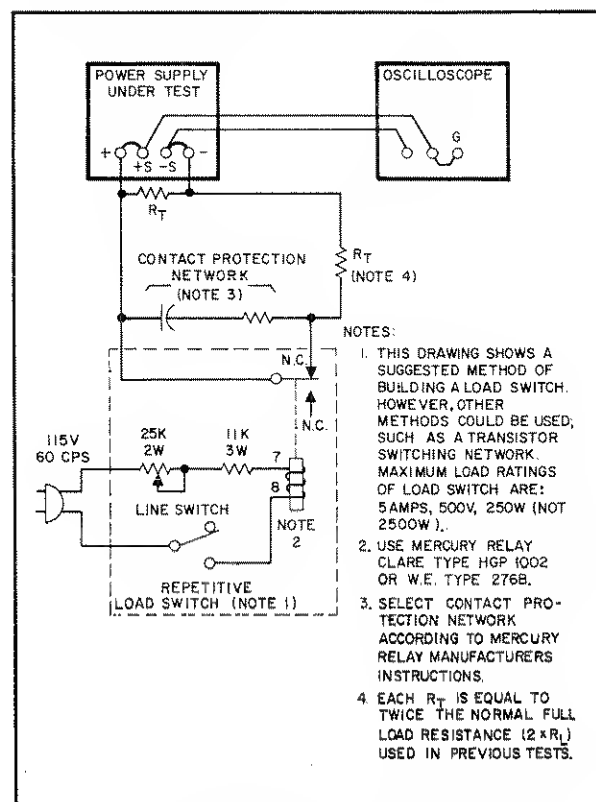 POWER SUPPLY
UNDER TEST
OSCILLOSCOPE
G
+
+S
-S
-
RT
RT
(NOTE 4)
CONTACT PROTECTION
NETWORK
(NOTE 3)
N.C.
N.C.
115V
60 CPS
25K
2W
11K
3W
7
8
LINE SWITCH
NOTE
2
REPETITIVE
LOAD SWITCH (NOTE 1)
NOTES:
1. THIS DRAWING SHOWS A
SUGGESTED METHOD OF
BUILDING A LOAD SWITCH.
HOWEVER, OTHER
METHODS COULD BE USED;
SUCH AS A TRANSISTOR
SWITCHING NETWORK.
MAXIMUM LOAD RATINGS
OF LOAD SWITCH ARE:
5 AMPS, 500V, 250W (NOT
2500W).
2. USE MERCURY RELAY
CLARE TYPE HGP 1002
OR W.E. TYPE 276B.
3. SELECT CONTACT PRO-
TECTION NETWORK
ACCORDING TO MERCURY
RELAY MANUFACTURERS
INSTRUCTIONS.
4 EACH RT IS EQUAL TO
TWICE THE NORMAL FULL
LOAD RESISTANCE (2 x RL)
USED IN PREVIOUS TESTS.